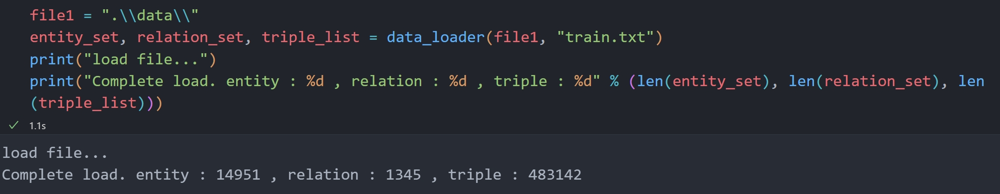 file1 = ".\\data\\"
entity_set, relation_set, triple_list = data_loader(file1, "train.txt")
print("load file...")
print("Complete load. entity : %d , relation : %d , triple : %d" % (len(entity_set), len(relation_set), len
(triple_list)))
1.1s
load file...
Complete load. entity : 14951 , relation : 1345 , triple : 483142